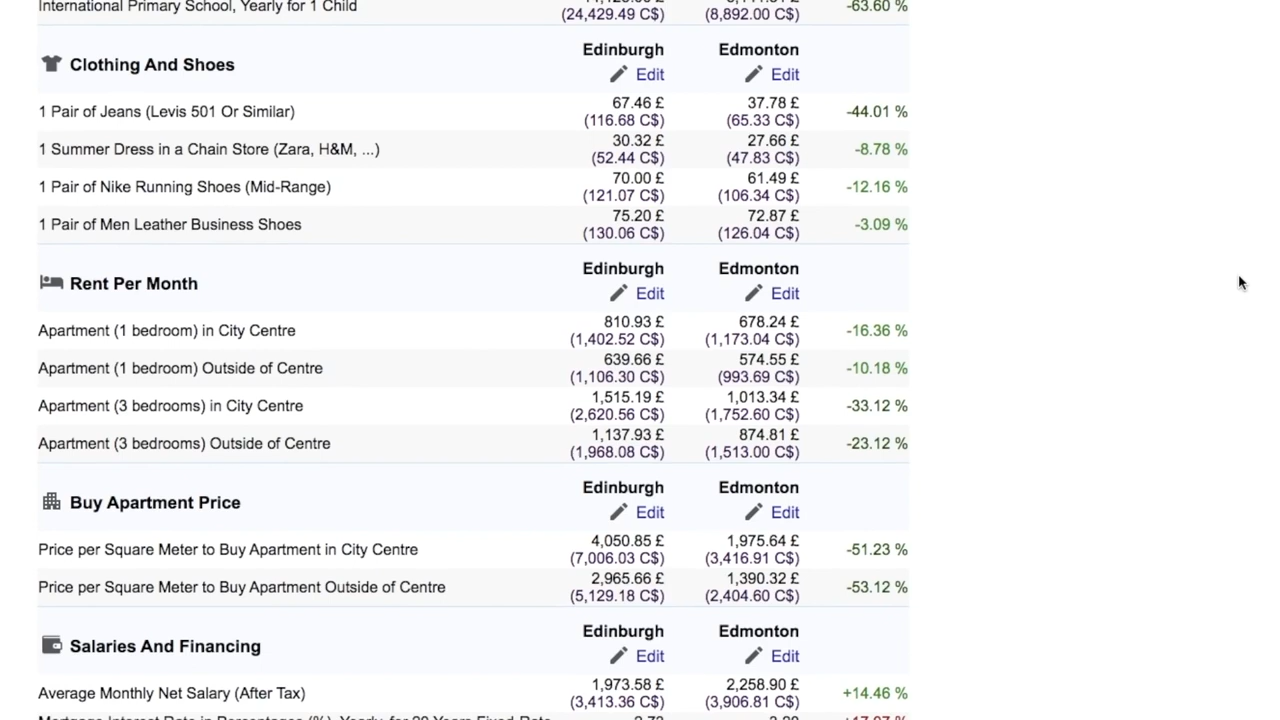 International Primary School, Yearly for 1 Child -63.60 %
(24,429.49 C$) (8,892.00 C$)
Clothing And Shoes Edinburgh Edmonton
Edit Edit
1 Pair of Jeans (Levis 501 Or Similar) 67.46 £ 37.78 £ -44.01 %
(116.68 C$) (65.33 C$)
1 Summer Dress in a Chain Store (Zara, H&M, ...) 30.32 £ 27.66 £ -8.78 %
(52.44 C$) (47.83 C$)
1 Pair of Nike Running Shoes (Mid-Range) 70.00 £ 61.49 £ -12.16 %
(121.07 C$) (106.34 C$)
1 Pair of Men Leather Business Shoes 75.20 £ 72.87 £ -3.09 %
(130.06 C$) (126.04 C$)
Rent Per Month Edinburgh Edmonton
Edit Edit
Apartment (1 bedroom) in City Centre 810.93 £ 678.24 £ -16.36 %
(1,402.52 C$) (1,173.04 C$)
Apartment (1 bedroom) Outside of Centre 639.66 £ 574.55 £ -10.18 %
(1,106.30 C$) (993.69 C$)
Apartment (3 bedrooms) in City Centre 1,515.19 £ 1,013.34 £ -33.12 %
(2,620.56 C$) (1,752.60 C$)
Apartment (3 bedrooms) Outside of Centre 1,137.93 £ 874.81 £ -23.12 %
(1,968.08 C$) (1,513.00 C$)
Buy Apartment Price Edinburgh Edmonton
Edit Edit
Price per Square Meter to Buy Apartment in City Centre 4,050.85 £ 1,975.64 £ -51.23 %
(7,006.03 C$) (3,416.91 C$)
Price per Square Meter to Buy Apartment Outside of Centre 2,965.66 £ 1,390.32 £ -53.12 %
(5,129.18 C$) (2,404.60 C$)
Salaries And Financing Edinburgh Edmonton
Edit Edit
Average Monthly Net Salary (After Tax) 1,973.58 £ 2,258.90 £ +14.46 %
(3,413.36 C$) (3,906.81 C$)
Mortgage Interest Rate in Percentages (%), Yearly, for 20 Years Fixed-Rate